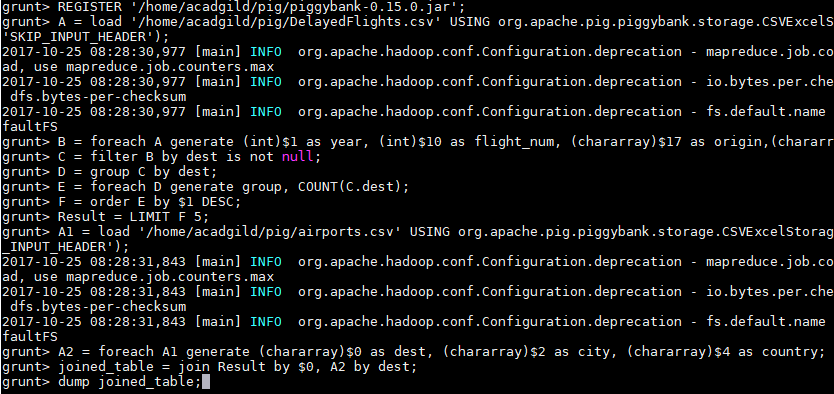 grunt> REGISTER '/home/acadgild/pig/piggybank-0.15.0.jar';
grunt> A = load '/home/acadgild/pig/DelayedFlights.csv' USING org.apache.pig.piggybank.storage.CSVExcelS
'SKIP_INPUT_HEADER');
2017-10-25 08:28:30,977 [main] INFO  org.apache.hadoop.conf.Configuration.deprecation - mapreduce.job.co
ad, use mapreduce.job.counters.max
2017-10-25 08:28:30,977 [main] INFO  org.apache.hadoop.conf.Configuration.deprecation - io.bytes.per.che
 dfs.bytes-per-checksum
2017-10-25 08:28:30,977 [main] INFO  org.apache.hadoop.conf.Configuration.deprecation - fs.default.name
faultFS
grunt> B = foreach A generate (int)$1 as year, (int)$10 as flight_num, (chararray)$17 as origin,(charar
grunt> C = filter B by dest is not null;
grunt> D = group C by dest;
grunt> E = foreach D generate group, COUNT(C.dest);
grunt> F = order E by $1 DESC;
grunt> Result = LIMIT F 5;
grunt> A1 = load '/home/acadgild/pig/airports.csv' USING org.apache.pig.piggybank.storage.CSVExcelStorag
_INPUT_HEADER');
2017-10-25 08:28:31,843 [main] INFO  org.apache.hadoop.conf.Configuration.deprecation - mapreduce.job.co
ad, use mapreduce.job.counters.max
2017-10-25 08:28:31,843 [main] INFO  org.apache.hadoop.conf.Configuration.deprecation - io.bytes.per.che
 dfs.bytes-per-checksum
2017-10-25 08:28:31,843 [main] INFO  org.apache.hadoop.conf.Configuration.deprecation - fs.default.name
faultFS
grunt> A2 = foreach A1 generate (chararray)$0 as dest, (chararray)$2 as city, (chararray)$4 as country;
grunt> joined_table = join Result by $0, A2 by dest;
grunt> dump joined_table;